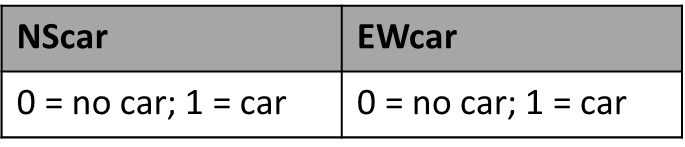 NScar EWcar
0 = no car; 1 = car 0 = no car; 1 = car